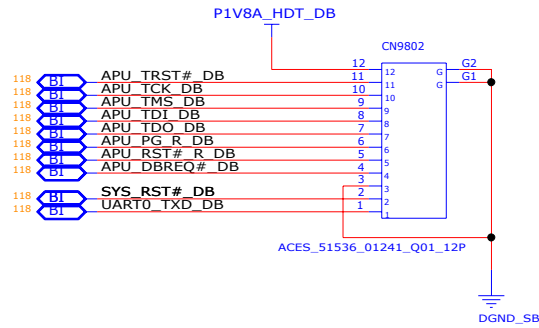 P1V8A_HDT_DB
CN9802
12 12 G G2
118 BI APU_TRST#_DB 11 11 G G1
118 BI APU_TCK_DB 10 10
118 BI APU_TMS_DB 9 9
118 BI APU_TDI_DB 8 8
118 BI APU_TDO_DB 7 7
118 BI APU_PG_R_DB 6 6
118 BI APU_RST#_R_DB 5 5
118 BI APU_DBREQ#_DB 4 4
3 3
118 BI SYS_RST#_DB 2 2
118 BI UART0_TXD_DB 1 1
ACES_51536_01241_Q01_12P
DGND_SB